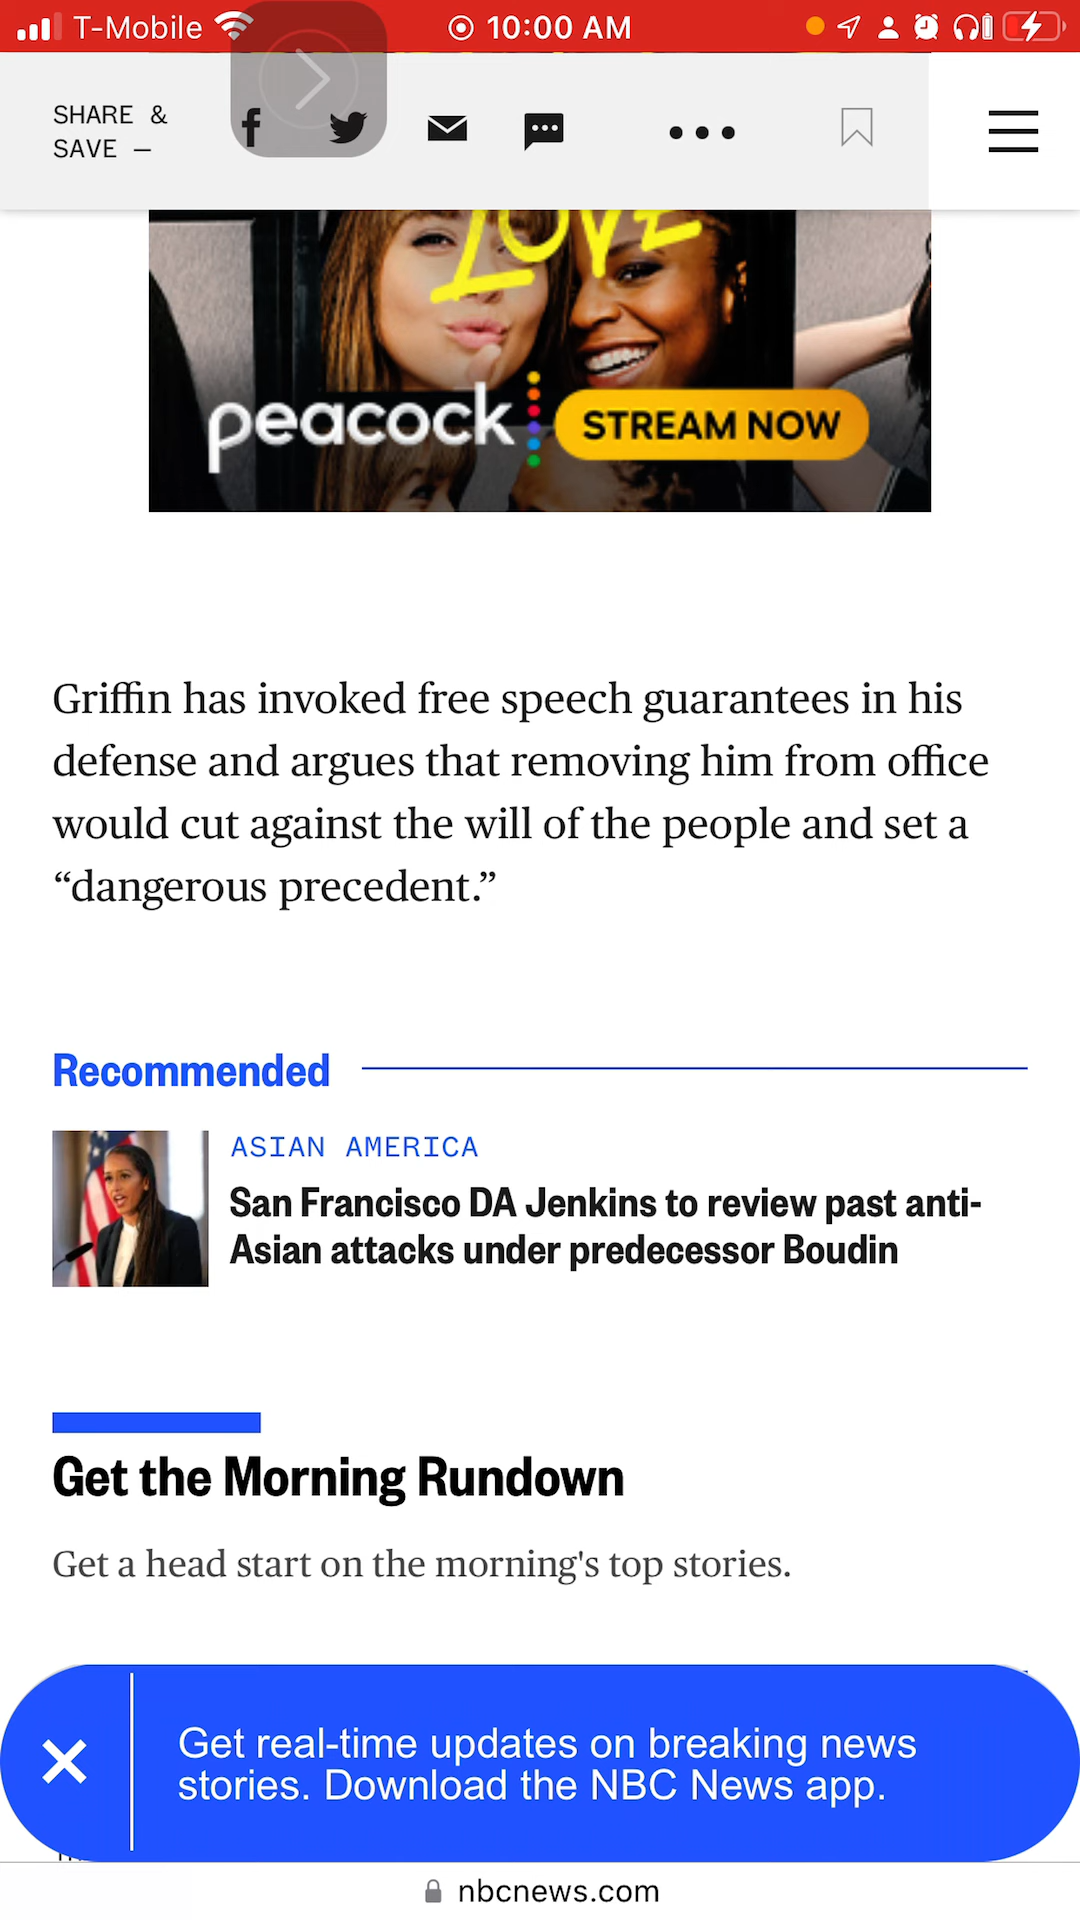 T-Mobile 10:00 AM
SHARE &
SAVE —
LOVE
peacock STREAM NOW
Griffin has invoked free speech guarantees in his
defense and argues that removing him from office
would cut against the will of the people and set a
“dangerous precedent.”
Recommended
ASIAN AMERICA
San Francisco DA Jenkins to review past anti-
Asian attacks under predecessor Boudin
Get the Morning Rundown
Get a head start on the morning's top stories.
Get real-time updates on breaking news
stories. Download the NBC News app.
nbcnews.com